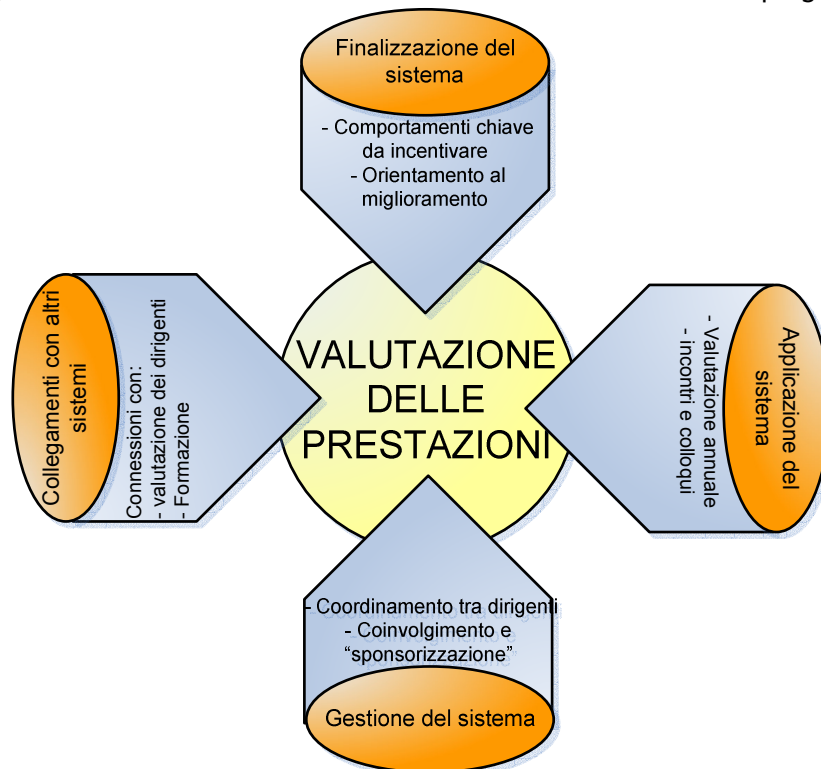 prog
Finalizzazione del
sistema
- Comportamenti chiave
da incentivare
- Orientamento al
miglioramento
Collegamenti con altri
sistemi
Connessioni con:
- valutazione dei dirigenti
- Formazione
VALUTAZIONE
DELLE
PRESTAZIONI
Applicazione del
sistema
- Valutazione annuale
- incontri e colloqui
- Coordinamento tra dirigenti
- Coinvolgimento e
“sponsorizzazione”
Gestione del sistema